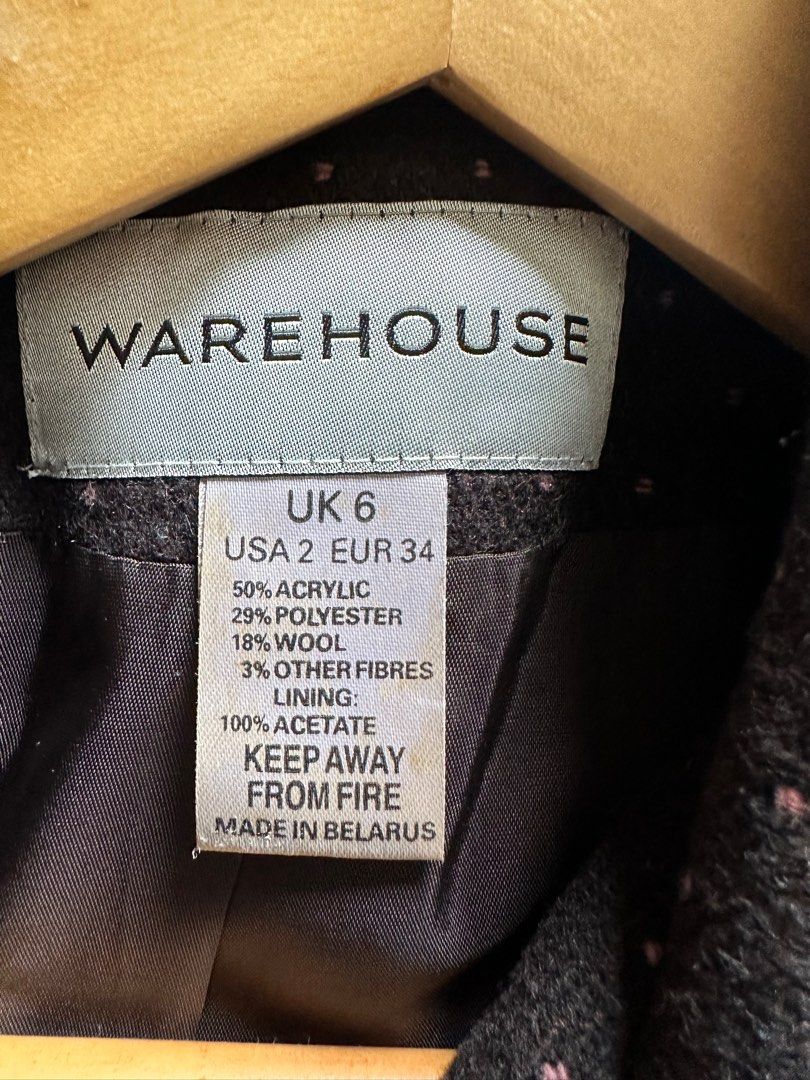 WAREHOUSE
UK 6
USA 2 EUR 34
50% ACRYLIC
29% POLYESTER
18% WOOL
3% OTHER FIBRES
LINING:
100% ACETATE
KEEP AWAY
FROM FIRE
MADE IN BELARUS